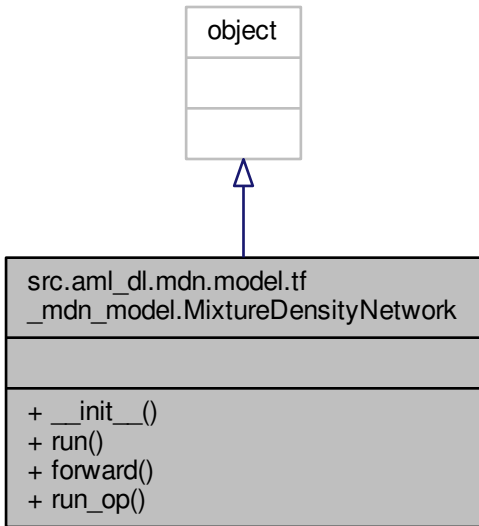 object
src.aml_dl.mdn.model.tf
_mdn_model.MixtureDensityNetwork
+ __init__()
+ run()
+ forward()
+ run_op()